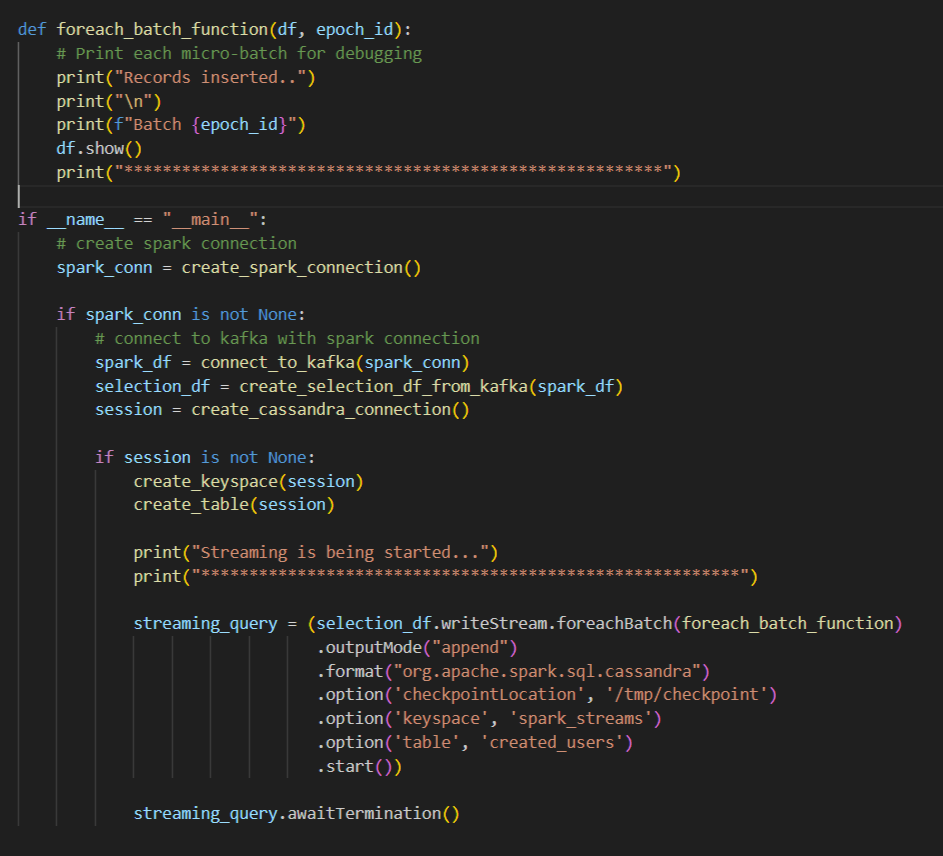 def foreach_batch_function(df, epoch_id):
    # Print each micro-batch for debugging
    print("Records inserted..")
    print("\n")
    print(f"Batch {epoch_id}")
    df.show()
    print("********************************************************")
if __name__ == "__main__":
    # create spark connection
    spark_conn = create_spark_connection()
    if spark_conn is not None:
        # connect to kafka with spark connection
        spark_df = connect_to_kafka(spark_conn)
        selection_df = create_selection_df_from_kafka(spark_df)
        session = create_cassandra_connection()
        if session is not None:
            create_keyspace(session)
            create_table(session)
            print("Streaming is being started...")
            print("********************************************************")
            streaming_query = (selection_df.writeStream.foreachBatch(foreach_batch_function)
                               .outputMode("append")
                               .format("org.apache.spark.sql.cassandra")
                               .option('checkpointLocation', '/tmp/checkpoint')
                               .option('keyspace', 'spark_streams')
                               .option('table', 'created_users')
                               .start())
            streaming_query.awaitTermination()